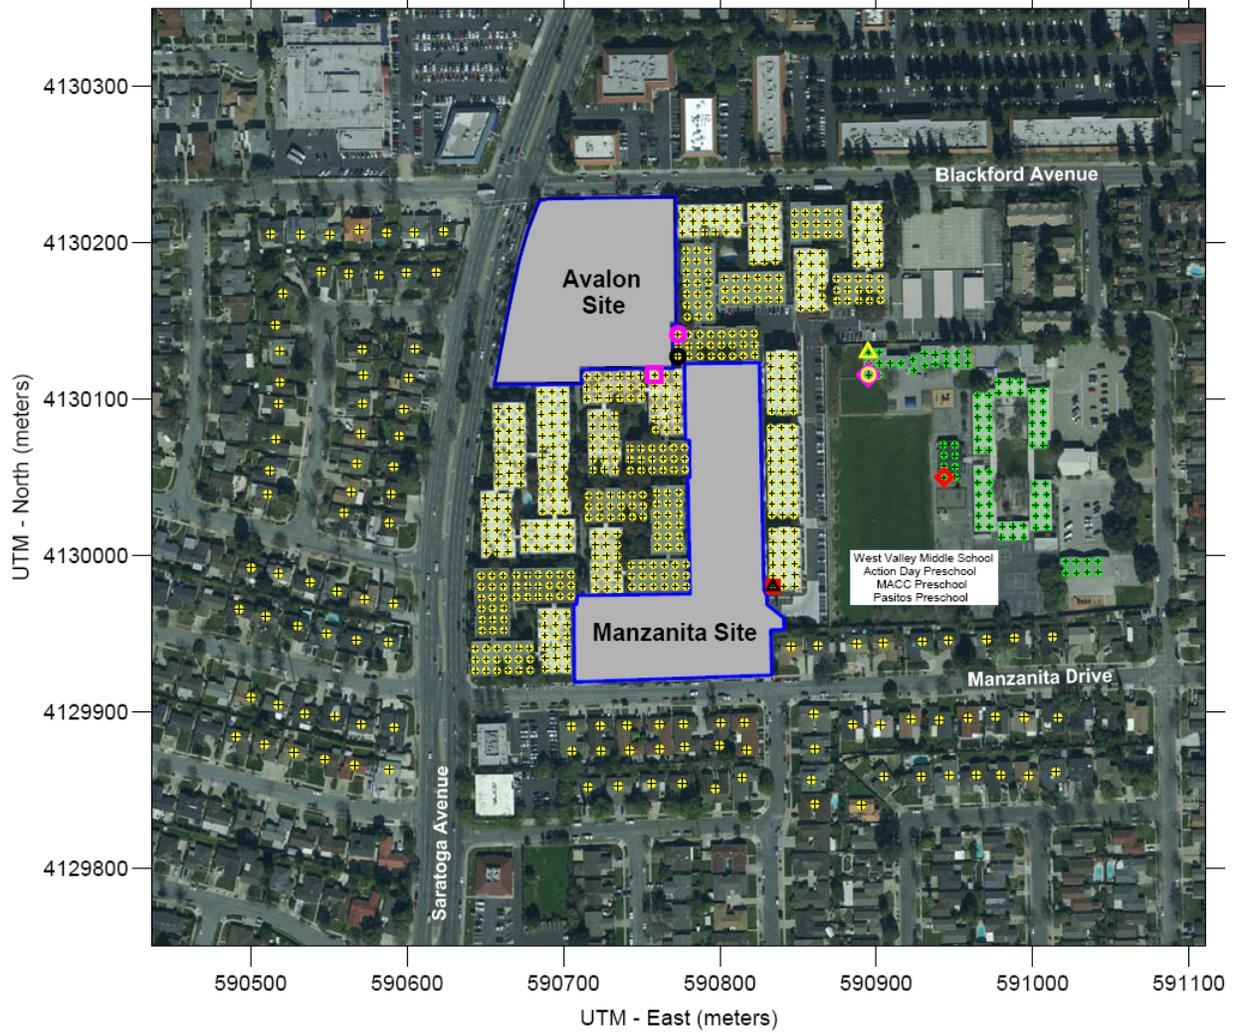 4130300
Blackford Avenue
4130200
Avalon
Site
4130100
UTM - North (meters)
4130000
West Valley Middle School
Action Day Preschool
MACC Preschool
Pasitos Preschool
Manzanita Site
Manzanita Drive
4129900
Saratoga Avenue
4129800
590500
590600
590700
590800
590900
591000
591100
UTM - East (meters)